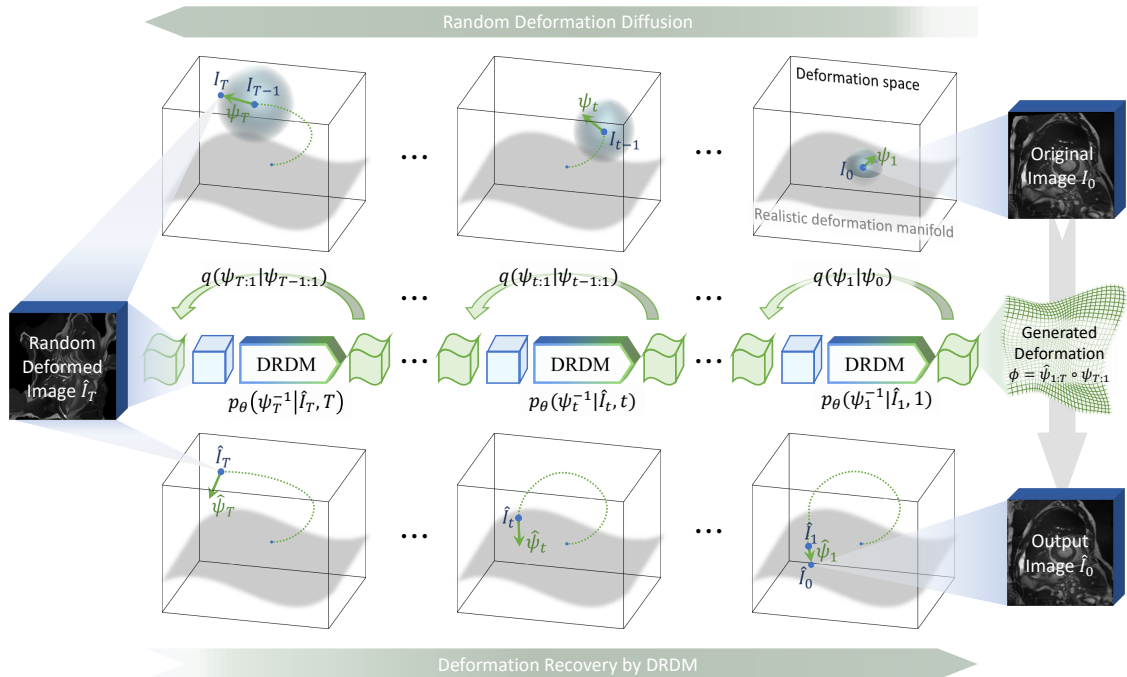 Random Deformation Diffusion
I_T I_{T-1}
ψ_T
...
ψ_t
I_{t-1}
...
Deformation space
ψ_1
I_0
Realistic deformation manifold
Original
Image I_0
q(ψ_{T:1}|ψ_{T-1:1})
...
q(ψ_{t:1}|ψ_{t-1:1})
...
q(ψ_1|ψ_0)
Random
Deformed
Image Î_T
DRDM
...
DRDM
...
DRDM
Generated
Deformation
ϕ = ψ̂_{1:T} ∘ ψ_{T:1}
p_θ(ψ_T^{-1}|Î_T, T)
p_θ(ψ_t^{-1}|Î_t, t)
p_θ(ψ_1^{-1}|Î_1, 1)
Î_T
ψ̂_T
...
Î_t
ψ̂_t
...
Î_1
ψ̂_1
Î_0
Output
Image Î_0
Deformation Recovery by DRDM